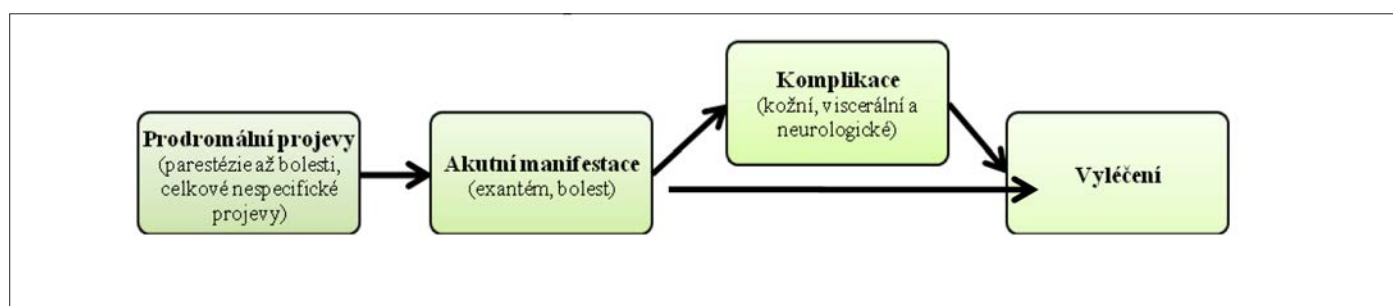 Prodromální projevy
(parestézie až bolesti,
celkové nespecifické
projevy)
Akutní manifestace
(exantém, bolest)
Komplikace
(kožní, viscerální a
neurologické)
Vyléčení